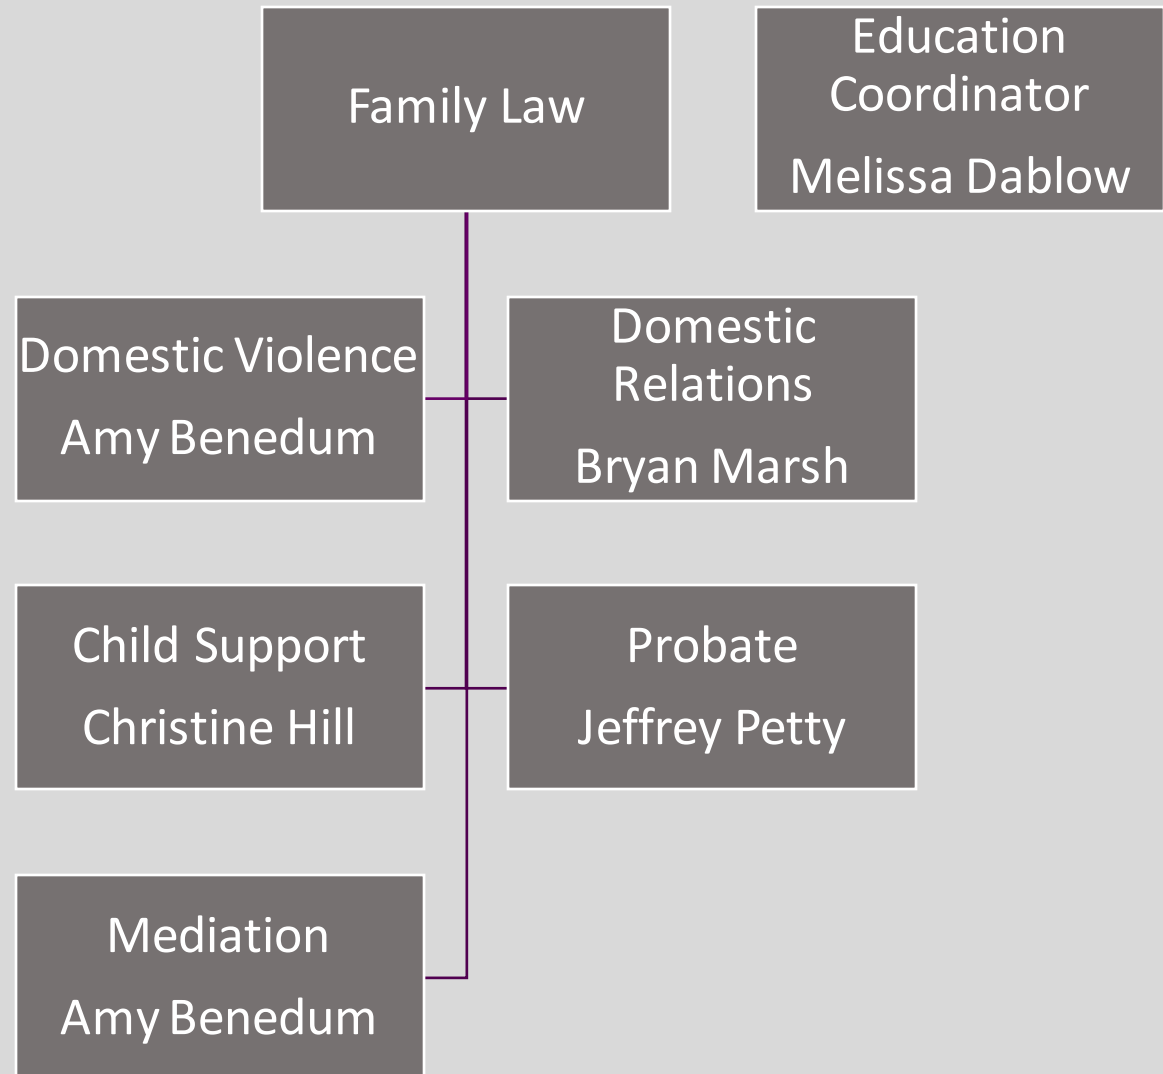 Family Law
Education
Coordinator
Melissa Dablow
Domestic Violence
Amy Benedum
Domestic
Relations
Bryan Marsh
Child Support
Christine Hill
Probate
Jeffrey Petty
Mediation
Amy Benedum